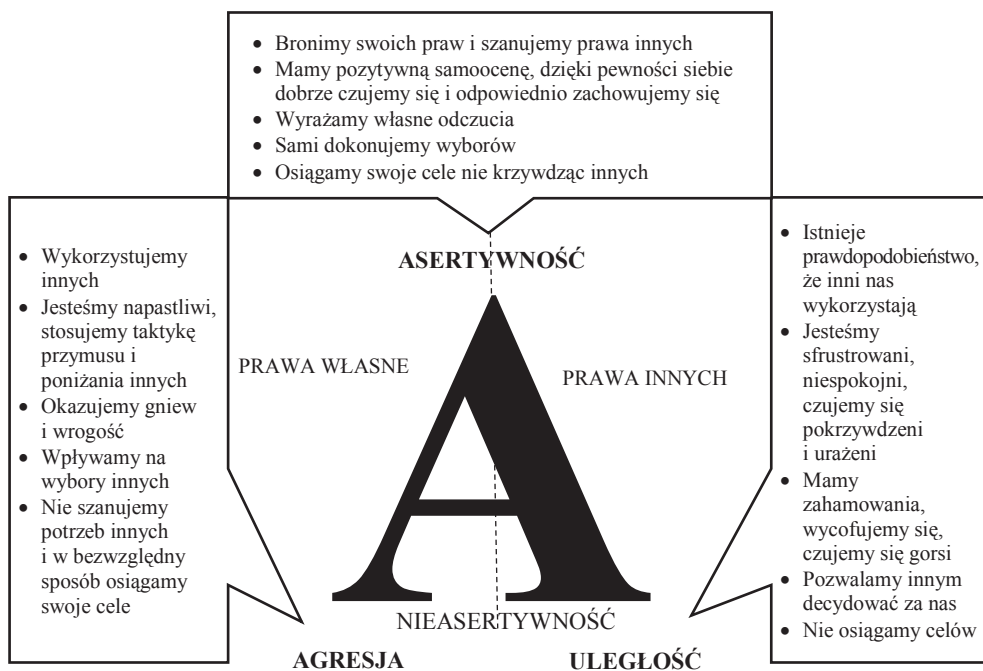 • Bronimy swoich praw i szanujemy prawa innych
• Mamy pozytywną samoocenę, dzięki pewności siebie
dobrze czujemy się i odpowiednio zachowujemy się
• Wyrażamy własne odczucia
• Sami dokonujemy wyborów
• Osiągamy swoje cele nie krzywdząc innych
• Wykorzystujemy
innych
• Jesteśmy napastliwi,
stosujemy taktykę
przymusu i
poniżania innych
• Okazujemy gniew
i wrogość
• Wpływamy na
wybory innych
• Nie szanujemy
potrzeb innych
i w bezwzględny
sposób osiągamy
swoje cele
ASERTYWNOŚĆ
PRAWA WŁASNE
PRAWA INNYCH
A
NIEASERTYWNOŚĆ
AGRESJA
ULEGŁOŚĆ
• Istnieje
prawdopodobieństwo,
że inni nas
wykorzystają
• Jesteśmy
sfrustrowani,
niespokojni,
czujemy się
pokrzywdzeni
i urażeni
• Mamy
zahamowania,
wycofujemy się,
czujemy się gorsi
• Pozwalamy innym
decydować za nas
• Nie osiągamy celów